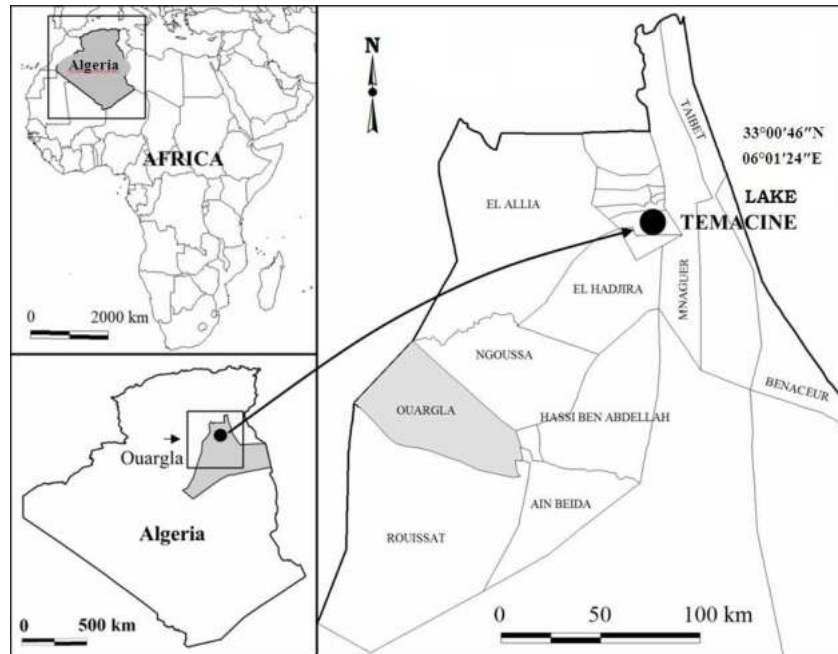 Algeria
AFRICA
0 2000 km
Ouargla
Algeria
0 500 km
N
TAIBET
33°00'46"N
06°01'24"E
LAKE
TEMACINE
EL ALLIA
EL HADJIRA
MNAGUER
NGOUSSA
BENACEUR
OUARGLA
HASSI BEN ABDELLAH
AIN BEIDA
ROUISSAT
0 50 100 km